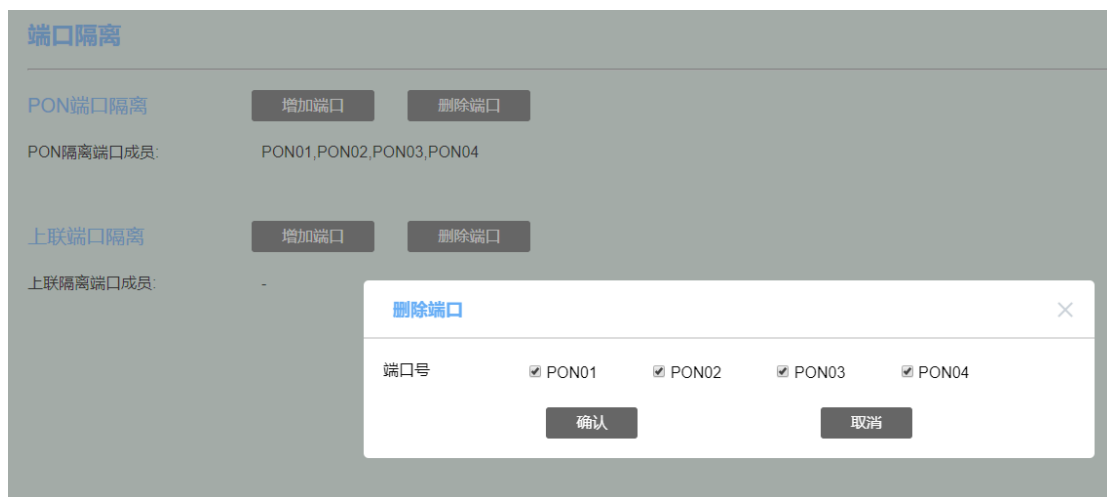 端口隔离
PON端口隔离 增加端口 删除端口
PON隔离端口成员: PON01,PON02,PON03,PON04
上联端口隔离 增加端口 删除端口
上联隔离端口成员: -
删除端口
端口号 PON01 PON02 PON03 PON04
确认 取消